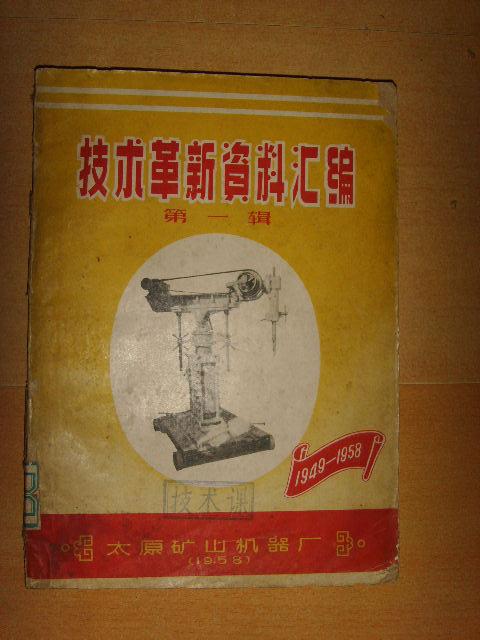 技术革新資料汇編
第一辑
1949—1958
技术课
太原矿山机器厂
(1958)